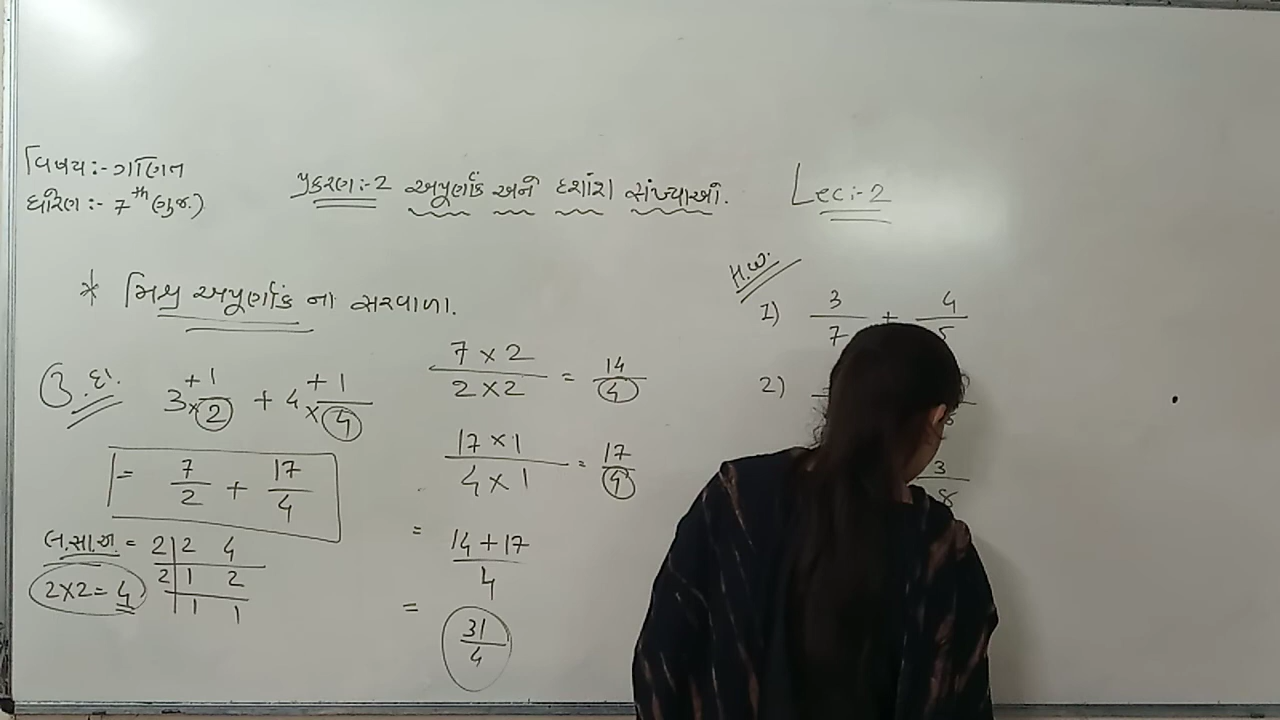 વિષય:- ગણિત
ધોરણ:- 7th (ગુજ.)
પ્રકરણ:-2 અપૂર્ણાંક અને દશાંશ સંખ્યાઓ.
Lec:-2
* મિશ્ર અપૂર્ણાંક ના સરવાળા.
ઉ.દા.
3 1/2 + 4 1/4
+ × + ×
= 7/2 + 17/4
લ.સા.અ. = 2 | 2 4
2 | 1 2
| 1 1
2×2=4
7×2/2×2 = 14/4
17×1/4×1 = 17/4
= 14+17/4
= 31/4
H.W.
1) 3/7 + 4/5
2)
3/8